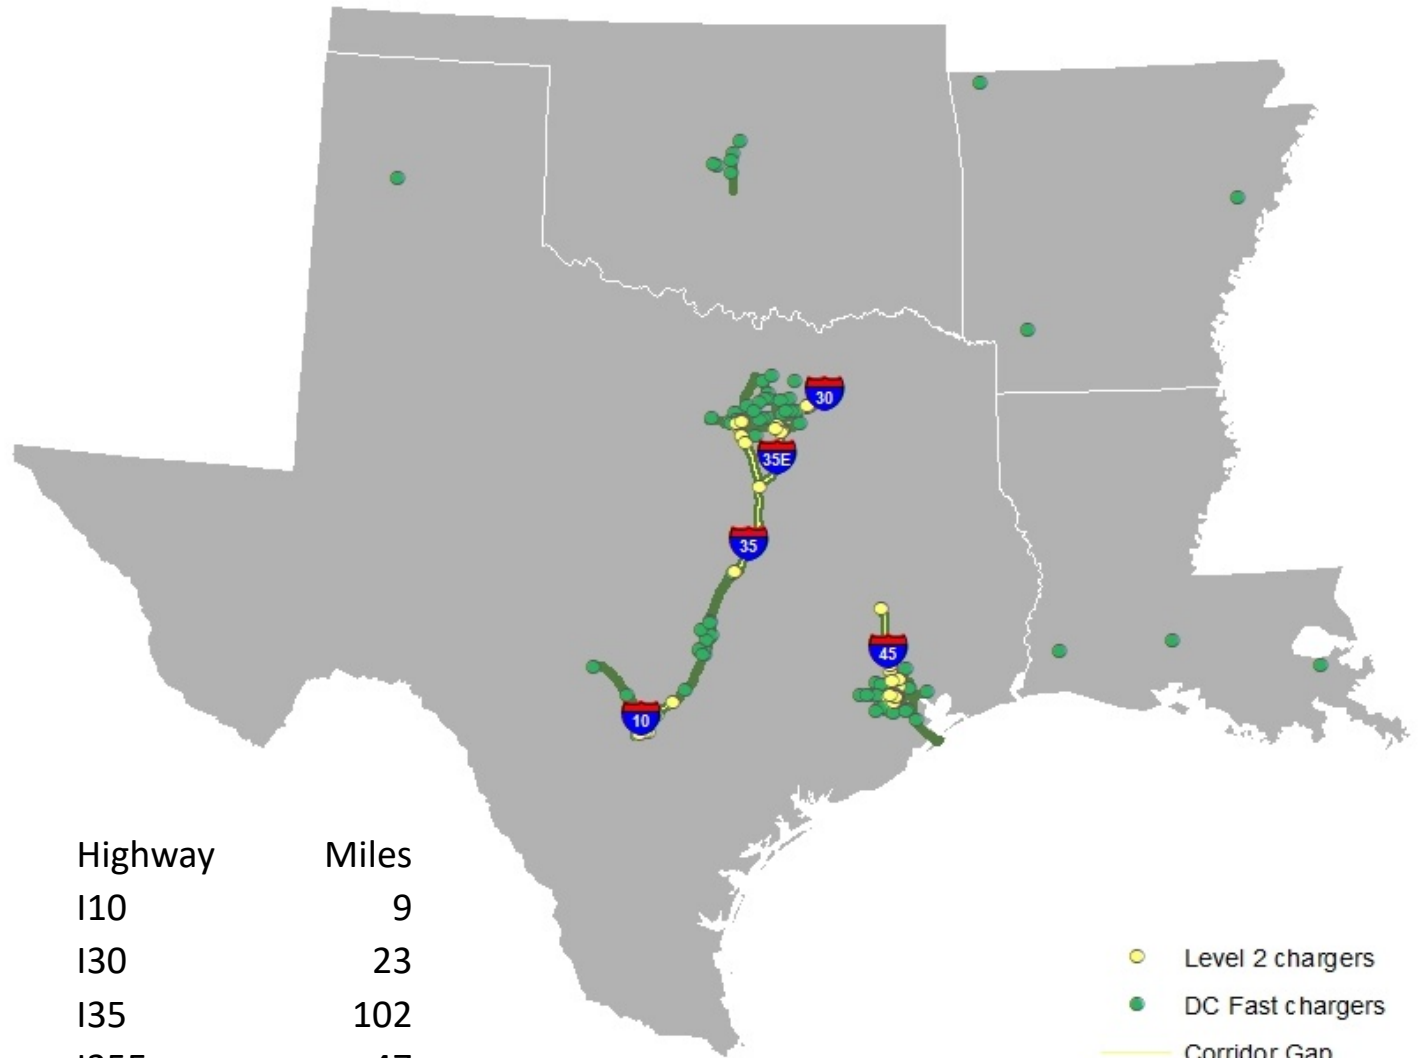 30
35E
35
45
10
Highway Miles
I10 9
I30 23
I35 102
Level 2 chargers
DC Fast chargers
Corridor Gap